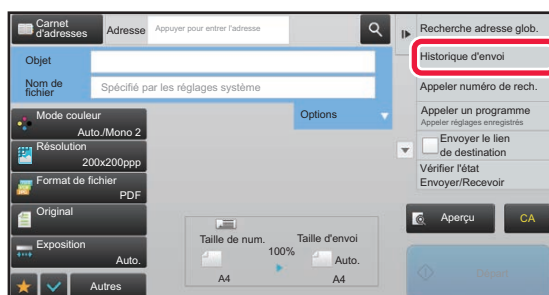 Carnet
d'adresses
Adresse
Appuyer pour entrer l'adresse
Recherche adresse glob.
Objet
Historique d'envoi
Nom de
fichier
Spécifié par les réglages système
Appeler numéro de rech.
Mode couleur
Auto./Mono 2
Options
Appeler un programme
Appeler réglages enregistrés
Résolution
200x200ppp
Envoyer le lien
de destination
Format de fichier
PDF
Vérifier l'état
Envoyer/Recevoir
Original
Aperçu
CA
Exposition
Auto.
Taille de num.
100%
Taille d'envoi
Auto.
A4
A4
Autres
Départ